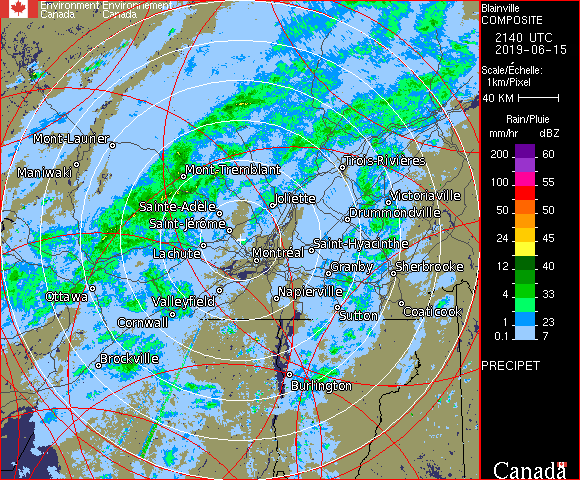 Environment Environnement
Canada Canada
Blainville
COMPOSITE
2140 UTC
2019-06-15
Scale/Échelle:
1km/Pixel
40 KM
Rain/Pluie
mm/hr dBZ
200 60
100 55
50 50
24 45
12 40
4 33
1 23
0.1 7
PRECIPET
Canada
Mont-Laurier
Maniwaki
Mont-Tremblant
Trois-Rivières
Sainte-Adèle
Joliette
Victoriaville
Saint-Jérôme
Drummondville
Lachute
Montréal
Saint-Hyacinthe
Granby
Sherbrooke
Ottawa
Valleyfield
Napierville
Cornwall
Sutton
Coaticook
Brockville
Burlington